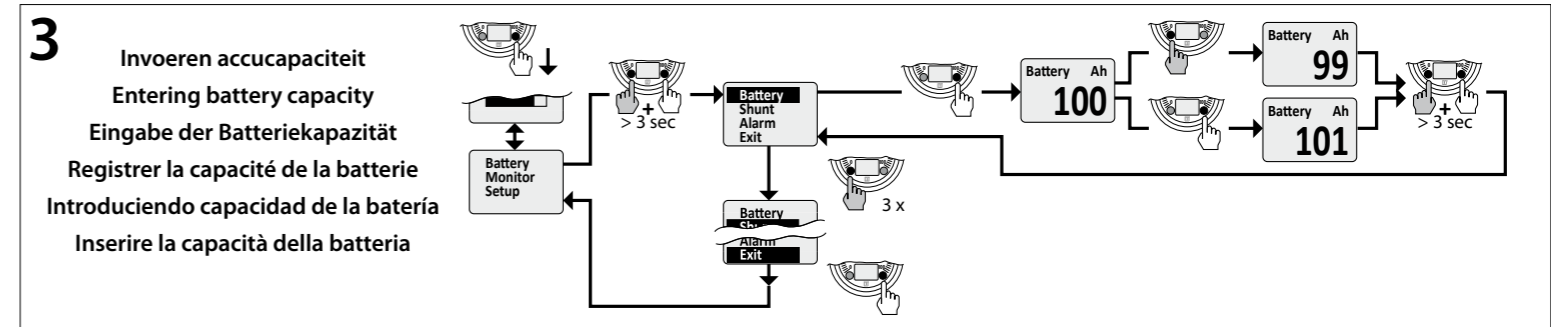 3
Invoeren accucapaciteit
Entering battery capacity
Eingabe der Batteriekapazität
Registrer la capacité de la batterie
Introduciendo capacidad de la batería
Inserire la capacità della batteria
Battery
Monitor
Setup
+
> 3 sec
Battery
Shunt
Alarm
Exit
3 x
Battery
Shu
Alarm
Exit
Battery Ah
100
Battery Ah
99
Battery Ah
101
+
> 3 sec